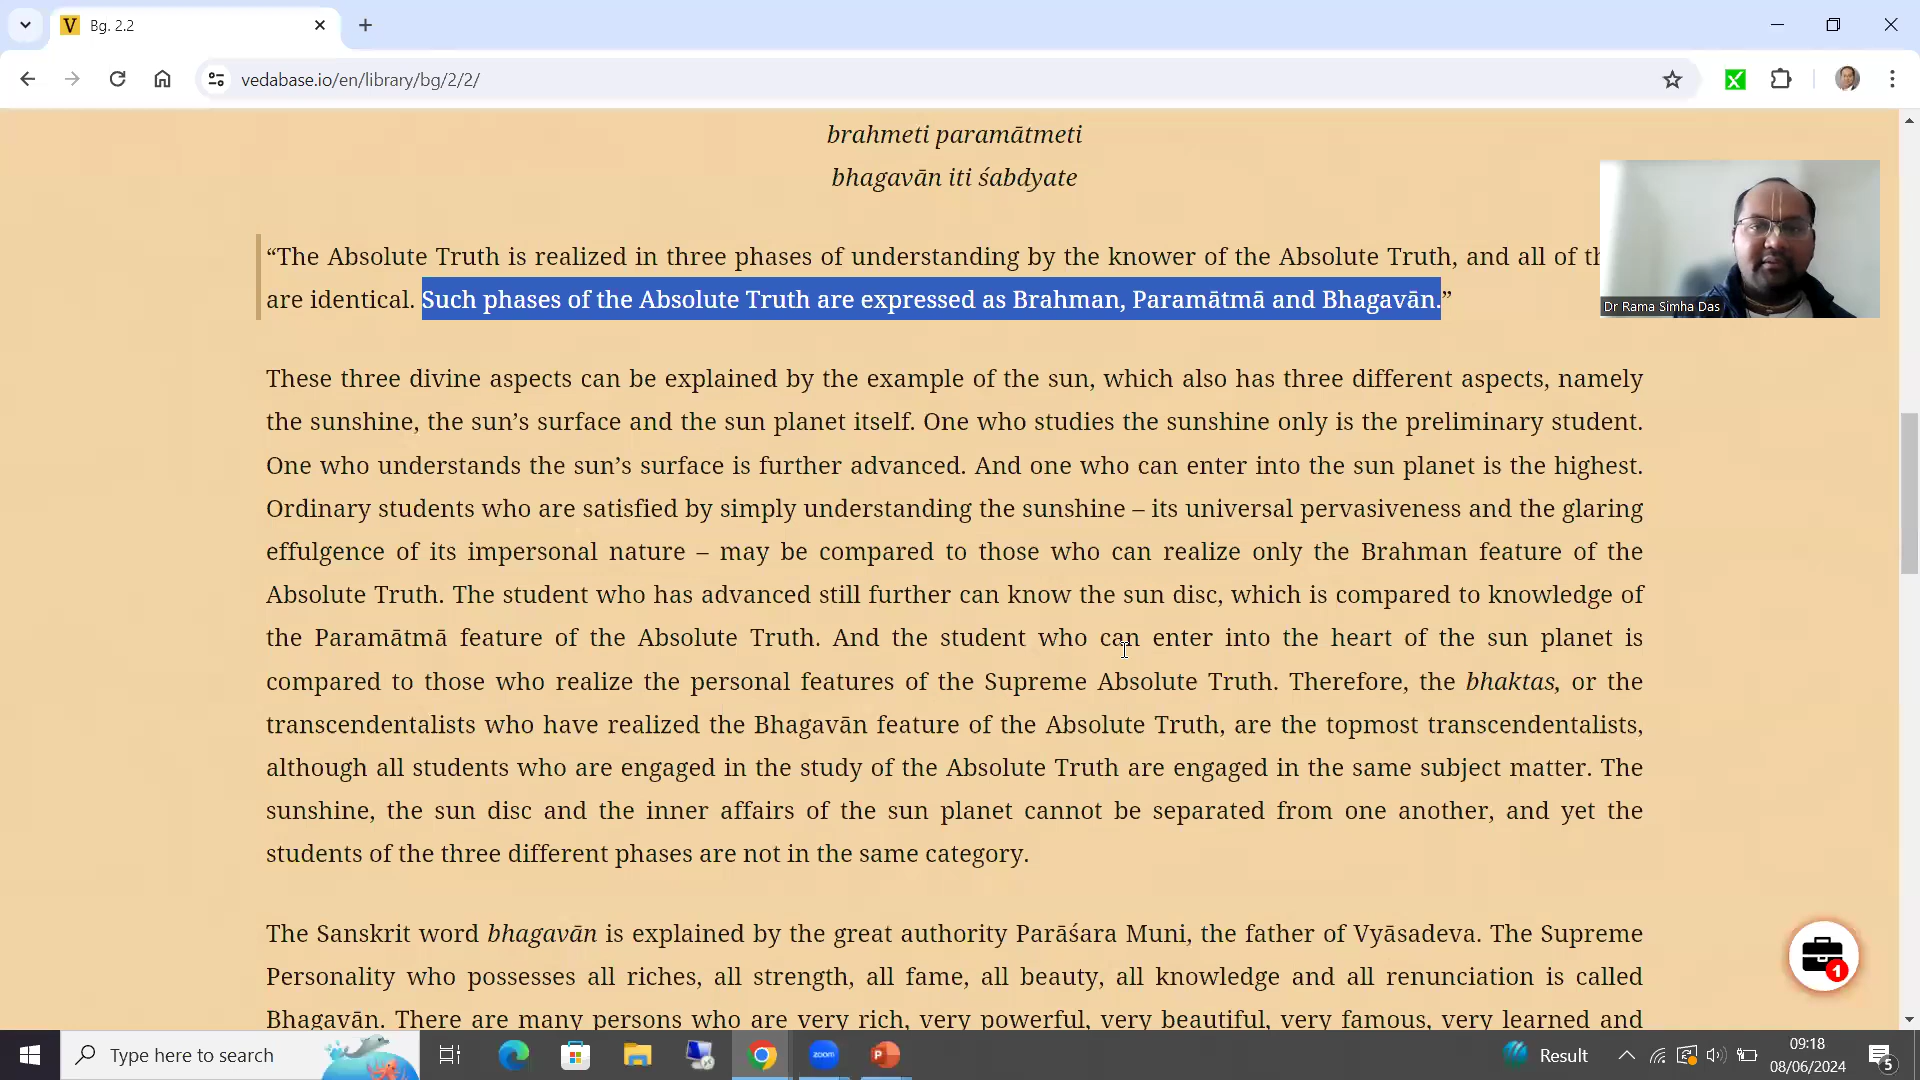 Bg. 2.2
vedabase.io/en/library/bg/2/2/
brahmeti paramātmeti
bhagavān iti śabdyate
“The Absolute Truth is realized in three phases of understanding by the knower of the Absolute Truth, and all of
are identical. Such phases of the Absolute Truth are expressed as Brahman, Paramātmā and Bhagavān.”
Dr Rama Simha Das
These three divine aspects can be explained by the example of the sun, which also has three different aspects, namely
the sunshine, the sun’s surface and the sun planet itself. One who studies the sunshine only is the preliminary student.
One who understands the sun’s surface is further advanced. And one who can enter into the sun planet is the highest.
Ordinary students who are satisfied by simply understanding the sunshine – its universal pervasiveness and the glaring
effulgence of its impersonal nature – may be compared to those who can realize only the Brahman feature of the
Absolute Truth. The student who has advanced still further can know the sun disc, which is compared to knowledge of
the Paramātmā feature of the Absolute Truth. And the student who can enter into the heart of the sun planet is
compared to those who realize the personal features of the Supreme Absolute Truth. Therefore, the bhaktas, or the
transcendentalists who have realized the Bhagavān feature of the Absolute Truth, are the topmost transcendentalists,
although all students who are engaged in the study of the Absolute Truth are engaged in the same subject matter. The
sunshine, the sun disc and the inner affairs of the sun planet cannot be separated from one another, and yet the
students of the three different phases are not in the same category.
The Sanskrit word bhagavān is explained by the great authority Parāśara Muni, the father of Vyāsadeva. The Supreme
Personality who possesses all riches, all strength, all fame, all beauty, all knowledge and all renunciation is called
Bhagavān. There are many persons who are very rich, very powerful, very beautiful, very famous, very learned and
1
Type here to search
zoom
Result
09:18
08/06/2024
5